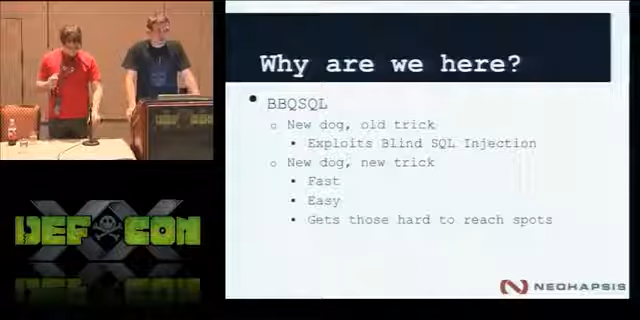 Why are we here?
BBQSQL
New dog, old trick
Exploits Blind SQL Injection
New dog, new trick
Fast
Easy
Gets those hard to reach spots
DEF CON
XX
NEOHAPSIS